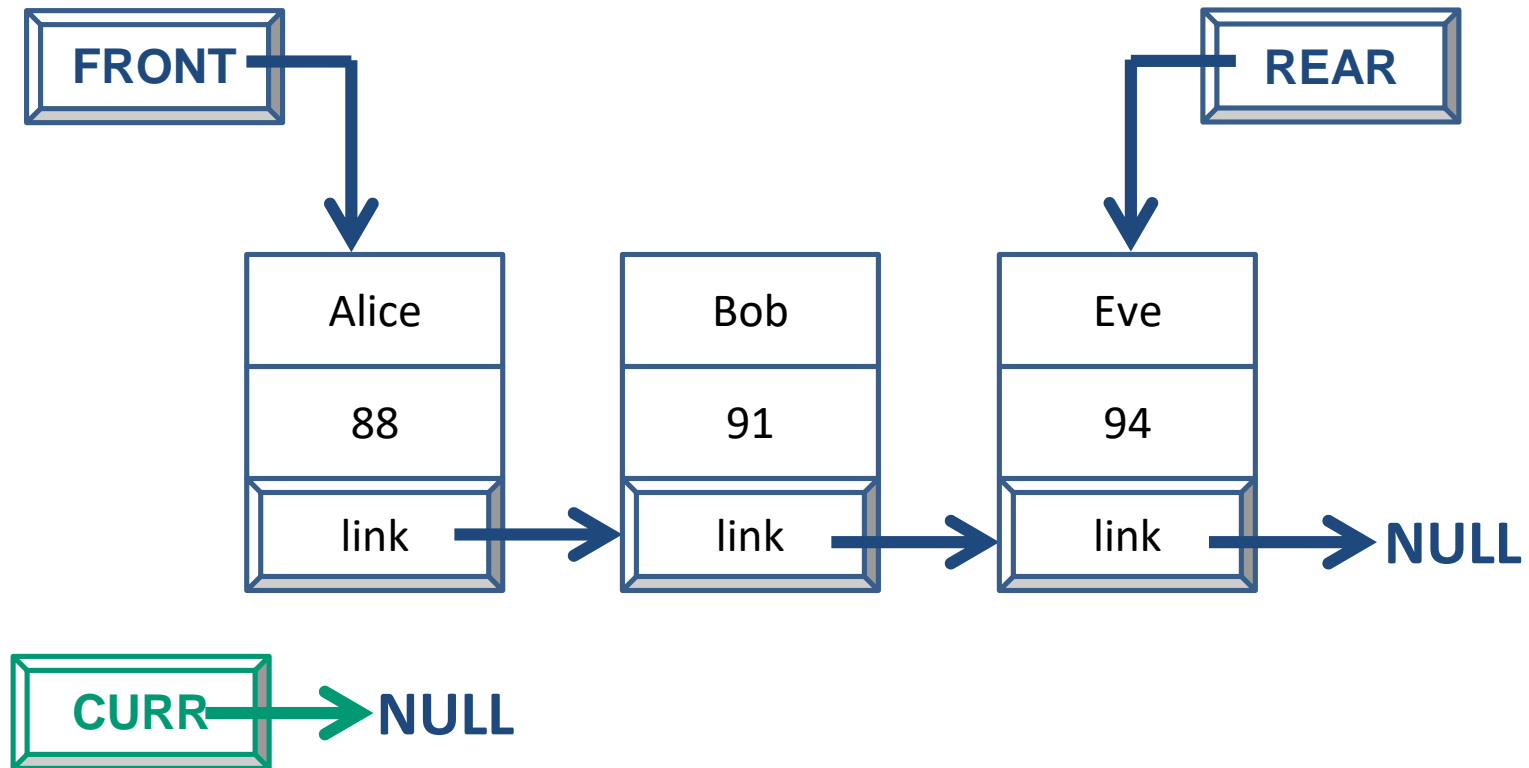 FRONT
REAR
Alice
Bob
Eve
88
91
94
link
link
link
NULL
CURR
NULL